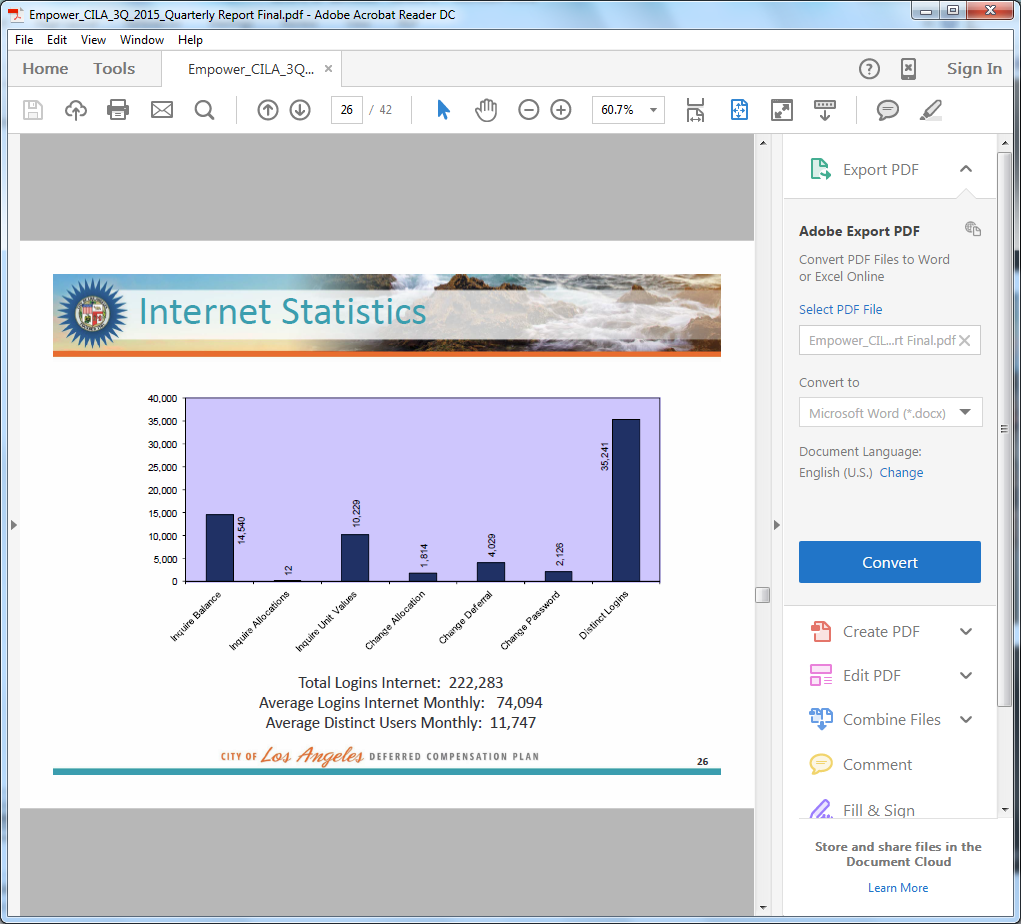 Empower_CILA_3Q_2015_Quarterly Report Final.pdf - Adobe Acrobat Reader DC
File Edit View Window Help
Home Tools Empower_CILA_3Q... × Sign In
26 / 42 60.7%
Internet Statistics
40,000
35,000
30,000
25,000
20,000
15,000
10,000
5,000
0
14,540
12
10,229
1,814
4,029
2,126
35,241
Inquire Balance
Inquire Allocations
Inquire Unit Values
Change Allocation
Change Deferral
Change Password
Distinct Logins
Total Logins Internet: 222,283
Average Logins Internet Monthly: 74,094
Average Distinct Users Monthly: 11,747
CITY OF Los Angeles DEFERRED COMPENSATION PLAN
26
Export PDF
Adobe Export PDF
Convert PDF Files to Word
or Excel Online
Select PDF File
Empower_CIL...rt Final.pdf
Convert to
Microsoft Word (*.docx)
Document Language:
English (U.S.) Change
Convert
Create PDF
Edit PDF
Combine Files
Comment
Fill & Sign
Store and share files in the
Document Cloud
Learn More